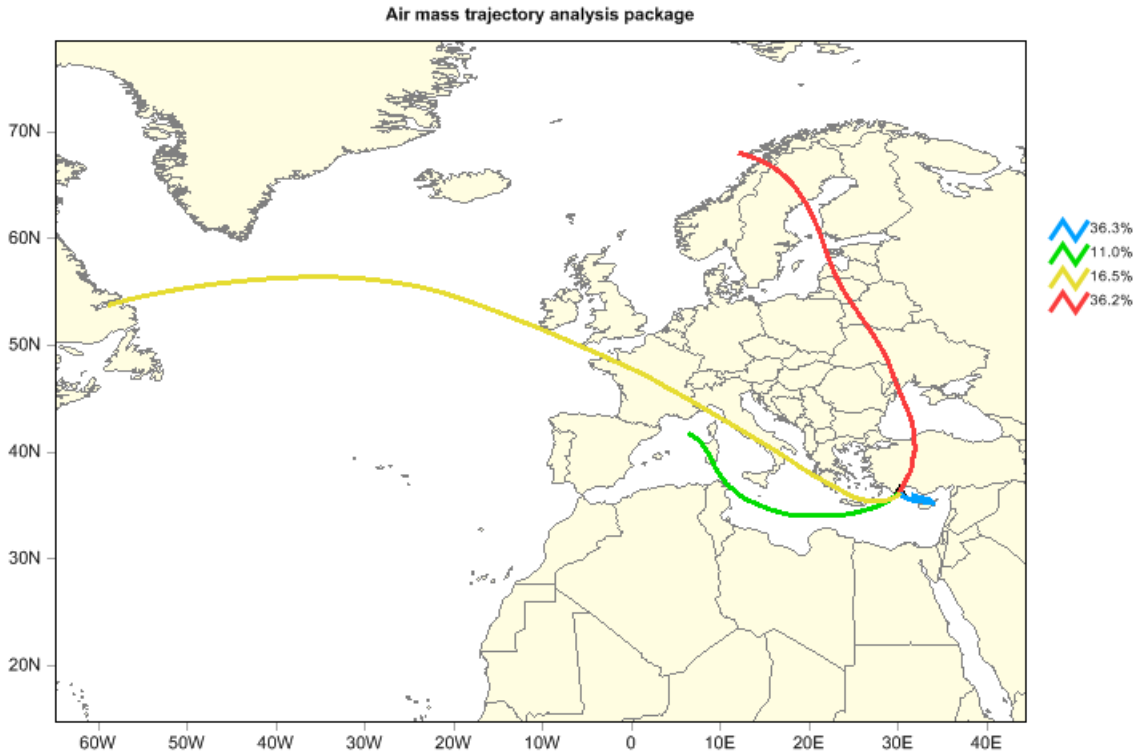 Air mass trajectory analysis package
70N
60N
50N
40N
30N
20N
36.3%
11.0%
16.5%
36.2%
60W 50W 40W 30W 20W 10W 0 10E 20E 30E 40E